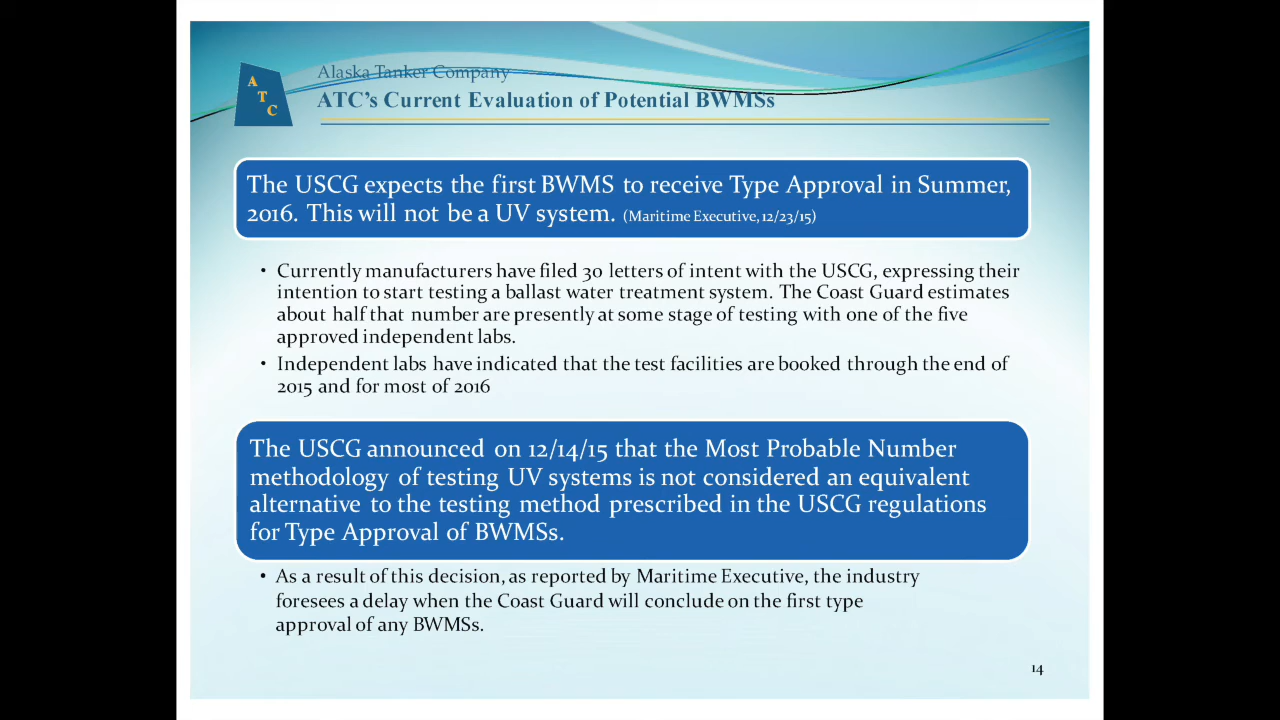 A
T
C
Alaska Tanker Company
ATC's Current Evaluation of Potential BWMSs
The USCG expects the first BWMS to receive Type Approval in Summer,
2016. This will not be a UV system. (Maritime Executive, 12/23/15)
• Currently manufacturers have filed 30 letters of intent with the USCG, expressing their
intention to start testing a ballast water treatment system. The Coast Guard estimates
about half that number are presently at some stage of testing with one of the five
approved independent labs.
• Independent labs have indicated that the test facilities are booked through the end of
2015 and for most of 2016
The USCG announced on 12/14/15 that the Most Probable Number
methodology of testing UV systems is not considered an equivalent
alternative to the testing method prescribed in the USCG regulations
for Type Approval of BWMSs.
• As a result of this decision, as reported by Maritime Executive, the industry
foresees a delay when the Coast Guard will conclude on the first type
approval of any BWMSs.
14